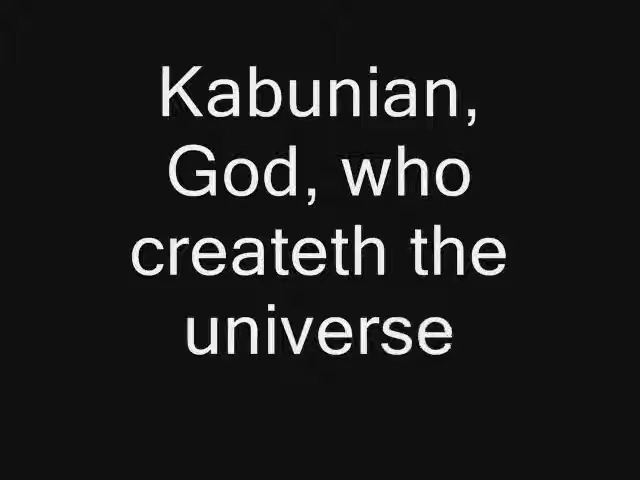 Kabunian,
God, who
createth the
universe